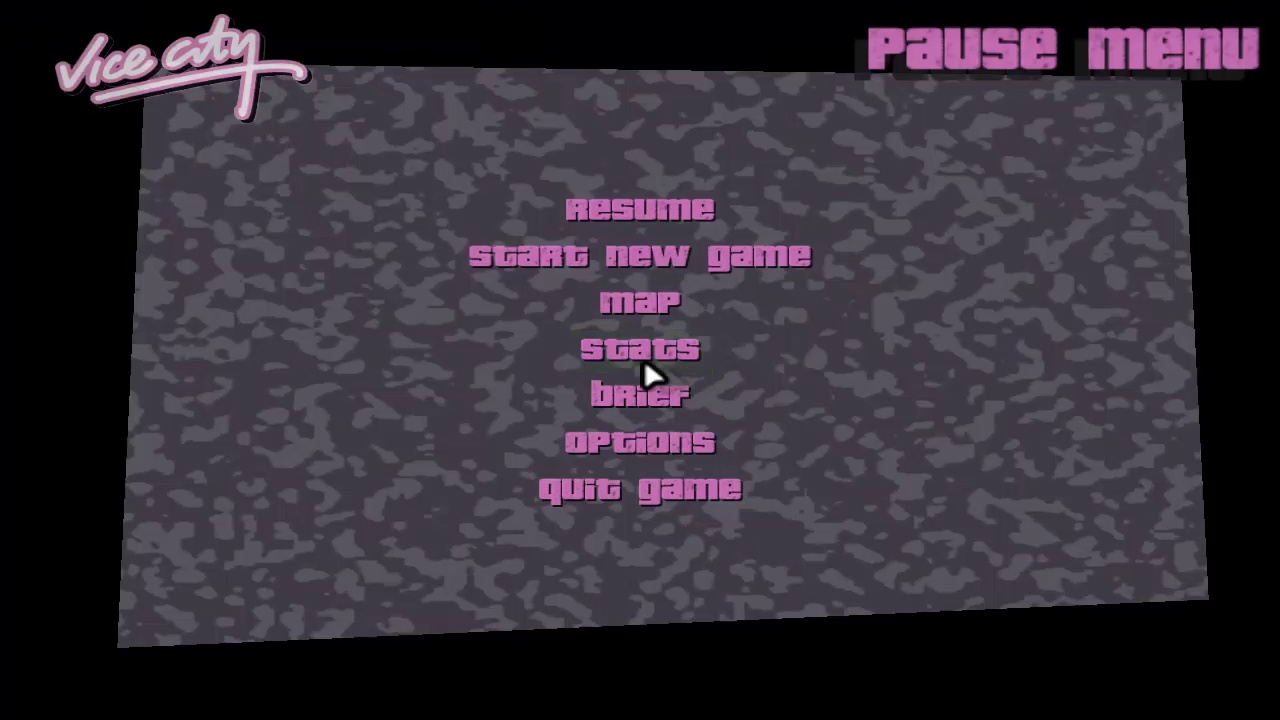 Vice City
Pause Menu
Resume
Start New Game
Map
Stats
Brief
Options
Quit Game